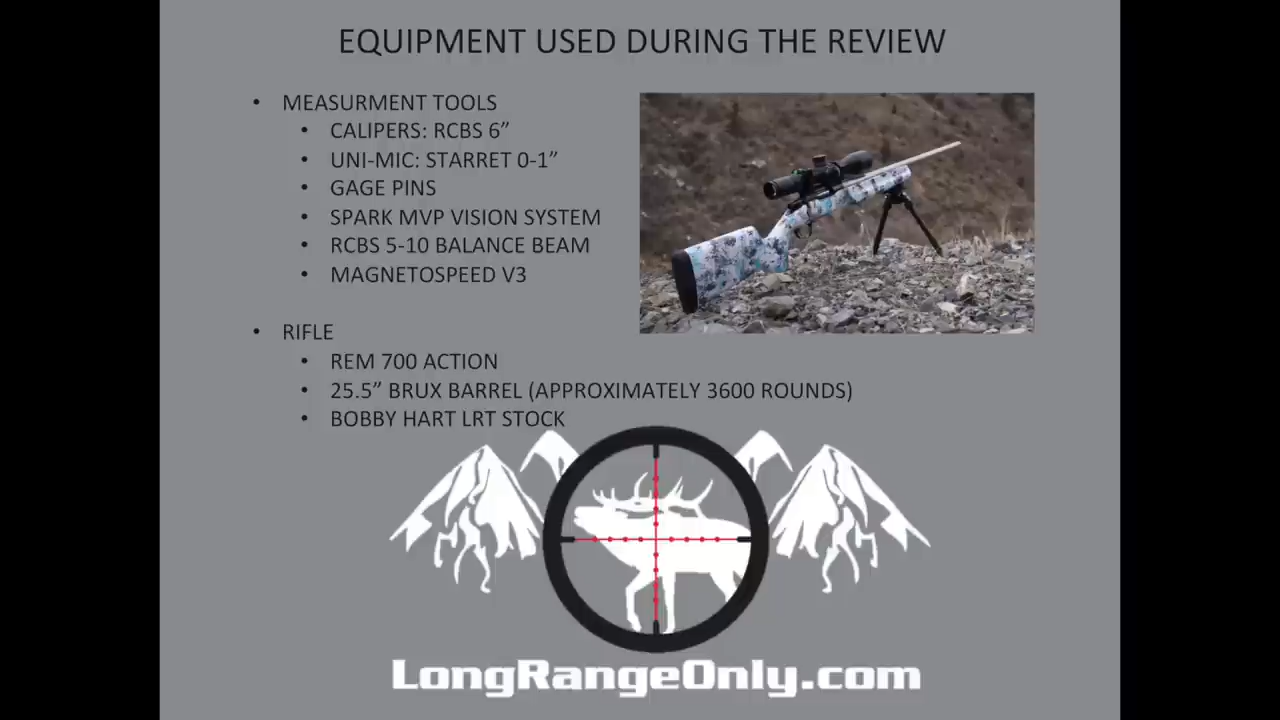 EQUIPMENT USED DURING THE REVIEW
• MEASURMENT TOOLS
• CALIPERS: RCBS 6”
• UNI-MIC: STARRET 0-1”
• GAGE PINS
• SPARK MVP VISION SYSTEM
• RCBS 5-10 BALANCE BEAM
• MAGNETOSPEED V3
• RIFLE
• REM 700 ACTION
• 25.5” BRUX BARREL (APPROXIMATELY 3600 ROUNDS)
• BOBBY HART LRT STOCK
LongRangeOnly.com